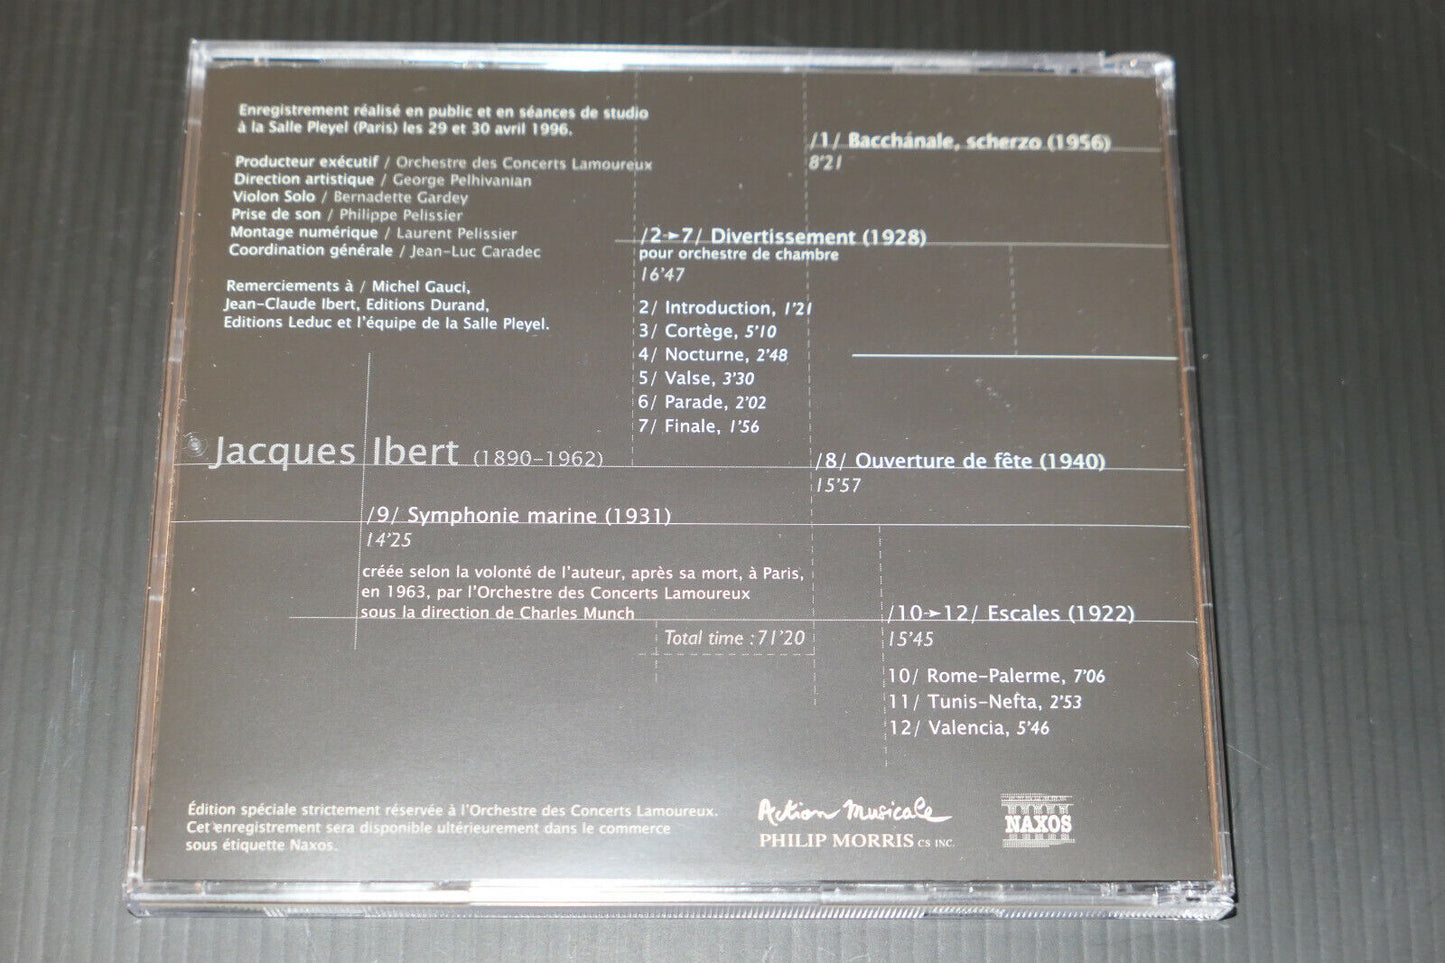 Enregistrement réalisé en public et en séances de studio
à la Salle Pleyel (Paris) les 29 et 30 avril 1996.
Producteur exécutif / Orchestre des Concerts Lamoureux
Direction artistique / George Pelhivanian
Violon Solo / Bernadette Gardey
Prise de son / Philippe Pelissier
Montage numérique / Laurent Pelissier
Coordination générale / Jean-Luc Caradec
Remerciements à / Michel Gauci,
Jean-Claude Ibert, Editions Durand,
Editions Leduc et l'équipe de la Salle Pleyel.
/1/ Bacchánale, scherzo (1956)
8'21
/2➛7/ Divertissement (1928)
pour orchestre de chambre
16'47
2/ Introduction, 1'21
3/ Cortège, 5'10
4/ Nocturne, 2'48
5/ Valse, 3'30
6/ Parade, 2'02
7/ Finale, 1'56
Jacques Ibert (1890-1962)
/8/ Ouverture de fête (1940)
15'57
/9/ Symphonie marine (1931)
14'25
créée selon la volonté de l'auteur, après sa mort, à Paris,
en 1963, par l'Orchestre des Concerts Lamoureux
sous la direction de Charles Munch
Total time : 71'20
/10➛12/ Escales (1922)
15'45
10/ Rome-Palerme, 7'06
11/ Tunis-Nefta, 2'53
12/ Valencia, 5'46
Édition spéciale strictement réservée à l'Orchestre des Concerts Lamoureux.
Cet enregistrement sera disponible ultérieurement dans le commerce
sous étiquette Naxos.
Action Musicale
PHILIP MORRIS CS INC.
NAXOS